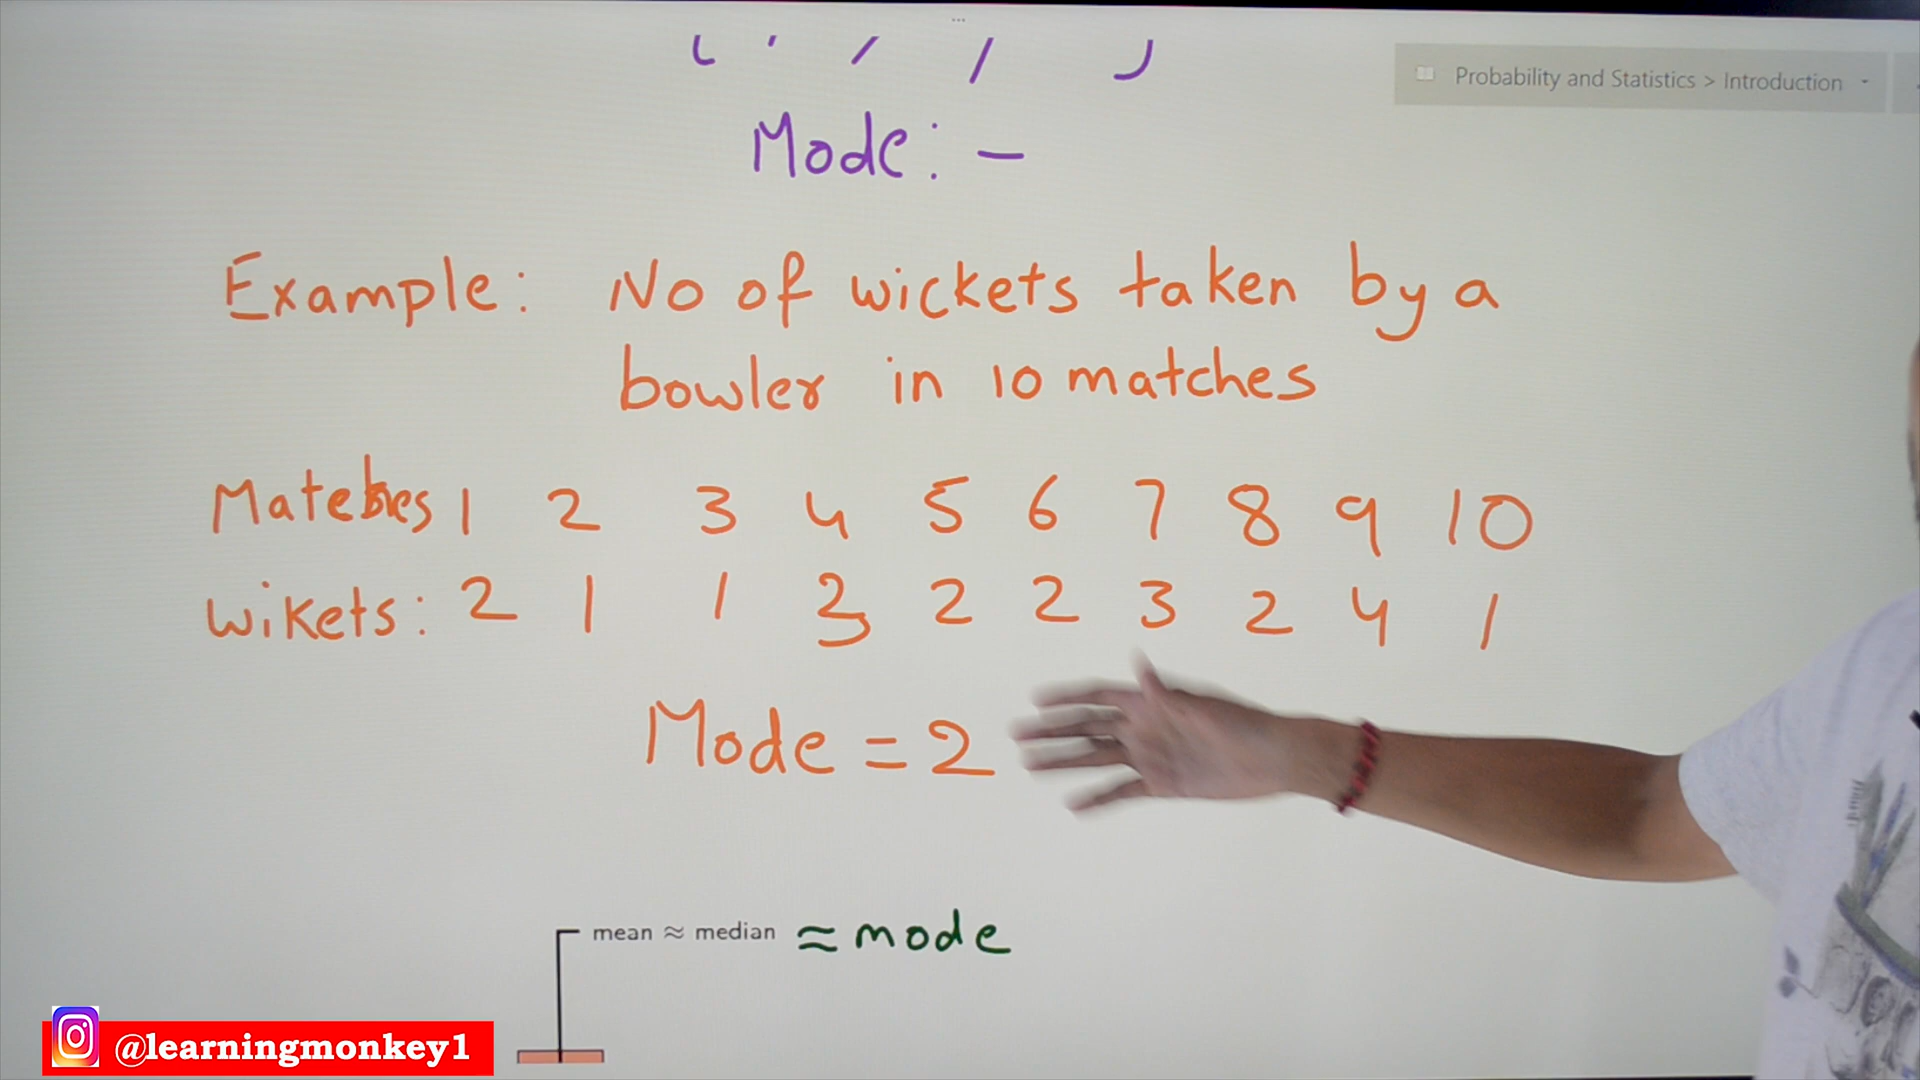 Probability and Statistics > Introduction
Mode: -
Example: No of wickets taken by a
bowler in 10 matches
Matches 1 2 3 4 5 6 7 8 9 10
Wikets: 2 1 1 3 2 2 3 2 4 1
Mode = 2
mean ≈ median ≈ mode
@learningmonkey1